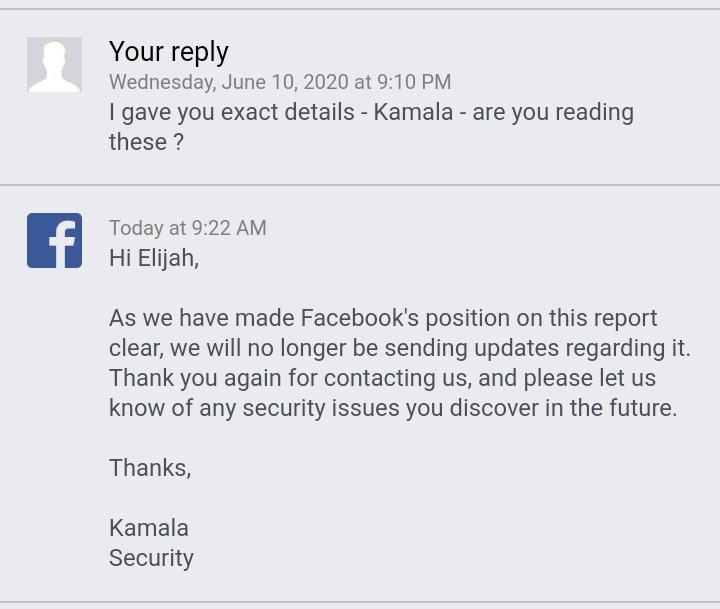 Your reply
Wednesday, June 10, 2020 at 9:10 PM
I gave you exact details - Kamala - are you reading
these ?
Today at 9:22 AM
Hi Elijah,
As we have made Facebook's position on this report
clear, we will no longer be sending updates regarding it.
Thank you again for contacting us, and please let us
know of any security issues you discover in the future.
Thanks,
Kamala
Security